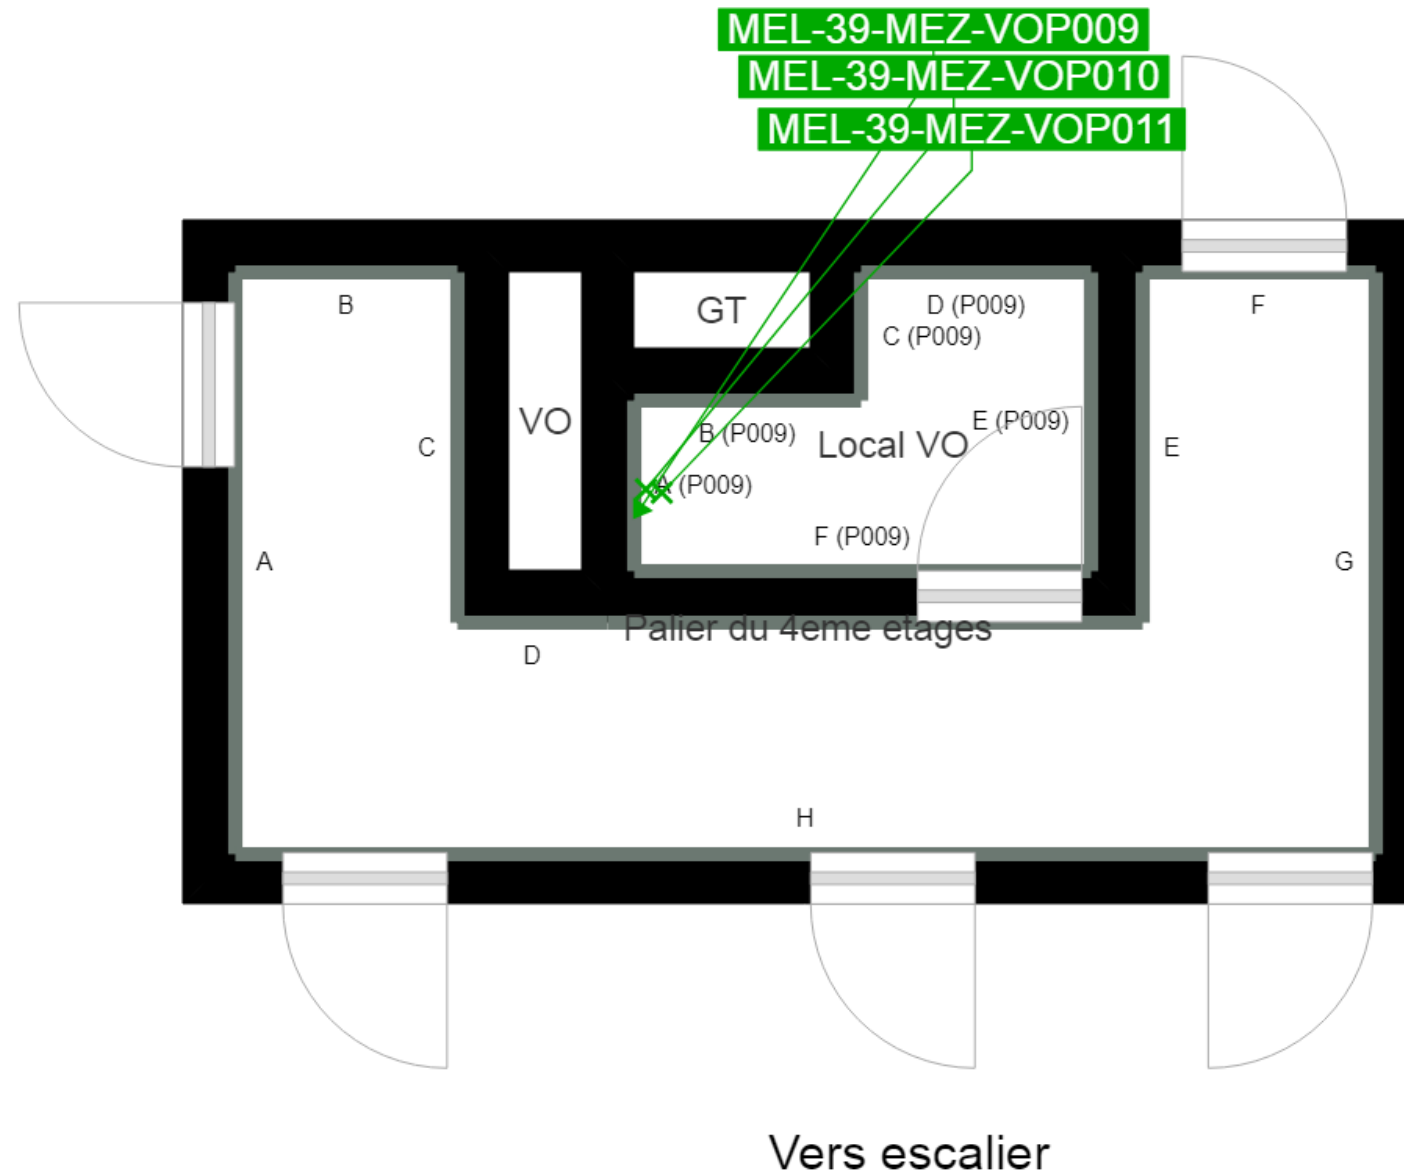 MEL-39-MEZ-VOP009
MEL-39-MEZ-VOP010
MEL-39-MEZ-VOP011
B
GT
D (P009)
F
C (P009)
C
VO
B (P009)
Local VO
E (P009)
E
A (P009)
F (P009)
A
G
Palier du 4eme etages
D
H
Vers escalier